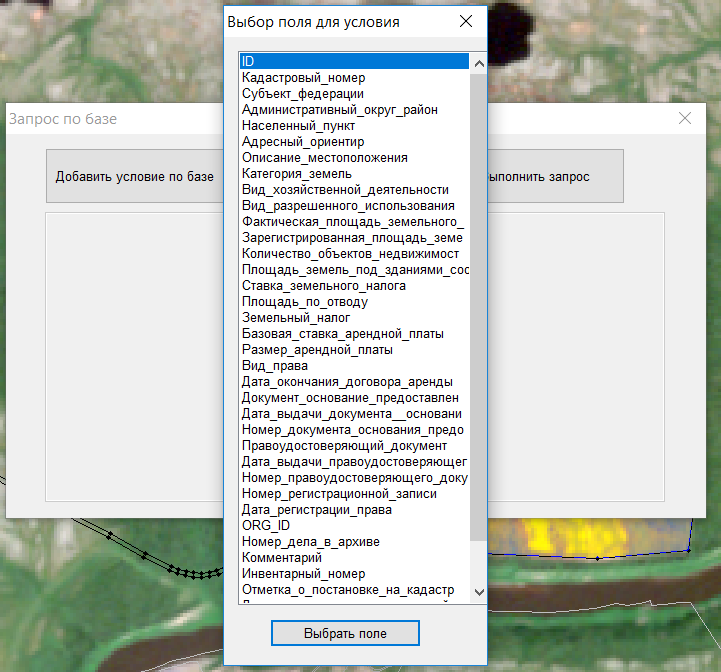 Выбор поля для условия
ID
Кадастровый_номер
Субъект_федерации
Административный_округ_район
Населенный_пункт
Адресный_ориентир
Описание_местоположения
Категория_земель
Вид_хозяйственной_деятельности
Вид_разрешенного_использования
Фактическая_площадь_земельного_
Зарегистрированная_площадь_земе
Количество_объектов_недвижимост
Площадь_земель_под_зданиями_соо
Ставка_земельного_налога
Площадь_по_отводу
Земельный_налог
Базовая_ставка_арендной_платы
Размер_арендной_платы
Вид_права
Дата_окончания_договора_аренды
Документ_основание_предоставлен
Дата_выдачи_документа__основани
Номер_документа_основания_предо
Правоудостоверяющий_документ
Дата_выдачи_правоудостоверяющег
Номер_правоудостоверяющего_доку
Номер_регистрационной_записи
Дата_регистрации_права
ORG_ID
Номер_дела_в_архиве
Комментарий
Инвентарный_номер
Отметка_о_постановке_на_кадастр
Выбрать поле
Запрос по базе
Добавить условие по базе
ыполнить запрос